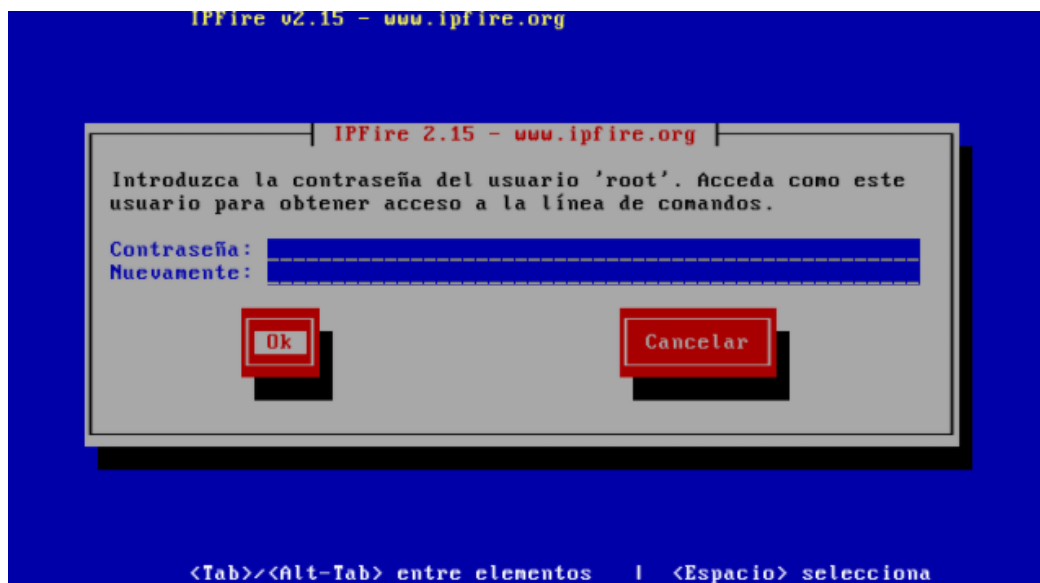 IPFire v2.15 - www.ipfire.org
IPFire 2.15 - www.ipfire.org
Introduzca la contraseña del usuario 'root'. Acceda como este
usuario para obtener acceso a la línea de comandos.
Contraseña:
Nuevamente:
Ok Cancelar
<Tab>/<Alt-Tab> entre elementos | <Espacio> selecciona